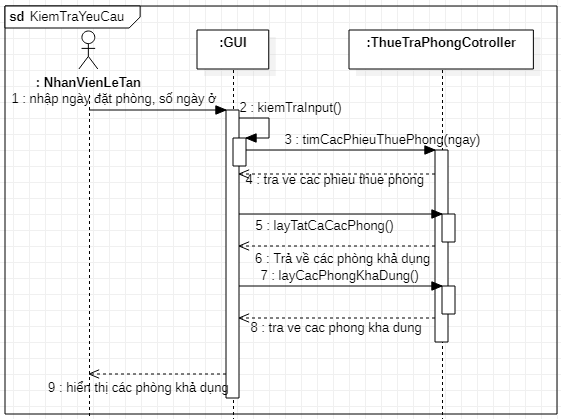 sd KiemTraYeuCau
:GUI
:ThueTraPhongCotroller
: NhanVienLeTan
1 : nhập ngày đặt phòng, số ngày ở
2 : kiemTraInput()
3 : timCacPhieuThuePhong(ngay)
4 : tra ve cac phieu thue phong
5 : layTatCaCacPhong()
6 : Trả về các phòng khả dụng
7 : layCacPhongKhaDung()
8 : tra ve cac phong kha dung
9 : hiển thị các phòng khả dụng